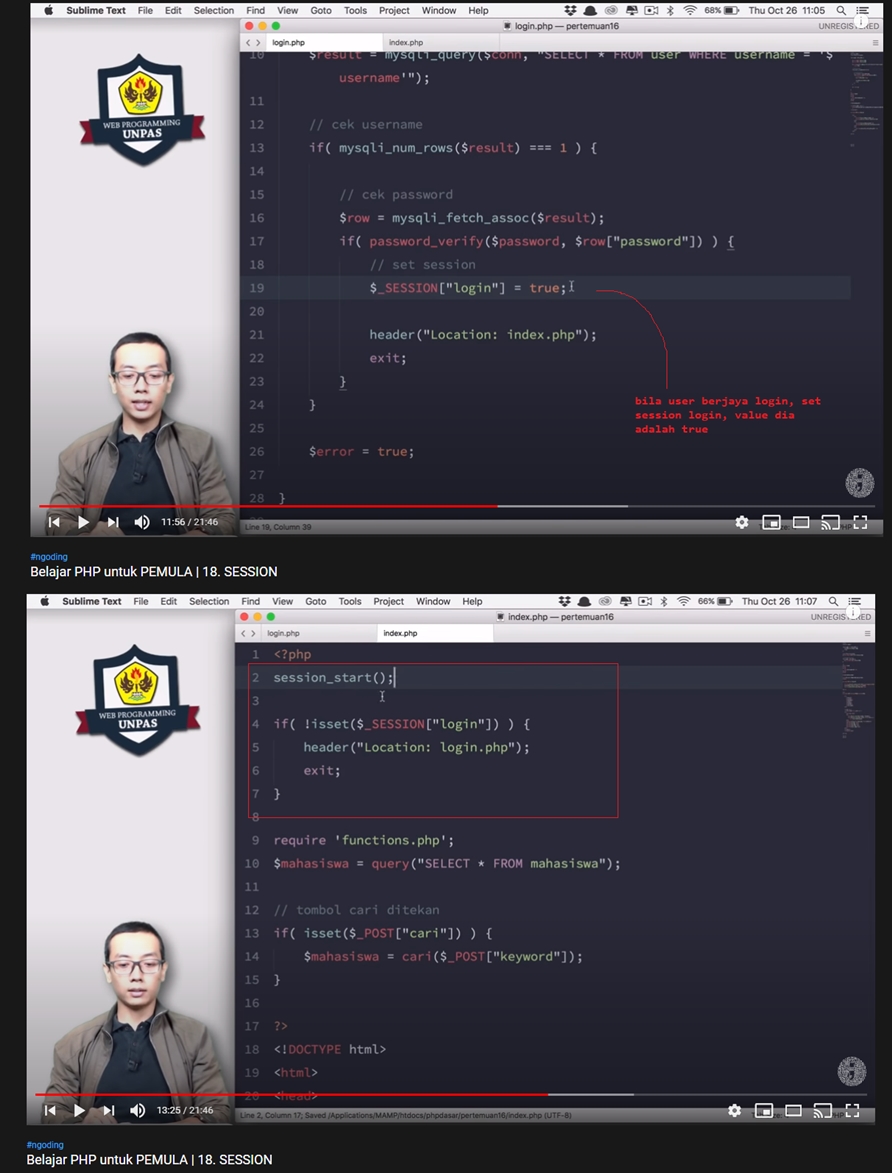 Sublime Text File Edit Selection Find View Goto Tools Project Window Help 68% Thu Oct 26 11:05
login.php — pertemuan16
login.php index.php
WEB PROGRAMMING
UNPAS
10 $result = mysqli_query($conn, "SELECT * FROM user WHERE username = '$
username'");
11
12 // cek username
13 if( mysqli_num_rows($result) === 1 ) {
14
15 // cek password
16 $row = mysqli_fetch_assoc($result);
17 if( password_verify($password, $row["password"]) ) {
18 // set session
19 $_SESSION["login"] = true;
20
21 header("Location: index.php");
22 exit;
23 }
24 }
25
26 $error = true;
27
28 }
bila user berjaya login, set
session login, value dia
adalah true
11:56 / 21:46
Line 19, Column 39
#ngoding
Belajar PHP untuk PEMULA | 18. SESSION
Sublime Text File Edit Selection Find View Goto Tools Project Window Help 66% Thu Oct 26 11:07
index.php — pertemuan16
login.php index.php
WEB PROGRAMMING
UNPAS
1 <?php
2 session_start();
3
4 if( !isset($_SESSION["login"]) ) {
5 header("Location: login.php");
6 exit;
7 }
8
9 require 'functions.php';
10 $mahasiswa = query("SELECT * FROM mahasiswa");
11
12 // tombol cari ditekan
13 if( isset($_POST["cari"]) ) {
14 $mahasiswa = cari($_POST["keyword"]);
15 }
16
17 ?>
18 <!DOCTYPE html>
19 <html>
20 <head>
13:25 / 21:46
Line 2, Column 17; Saved /Applications/MAMP/htdocs/phpdasar/pertemuan16/index.php (UTF-8)
#ngoding
Belajar PHP untuk PEMULA | 18. SESSION